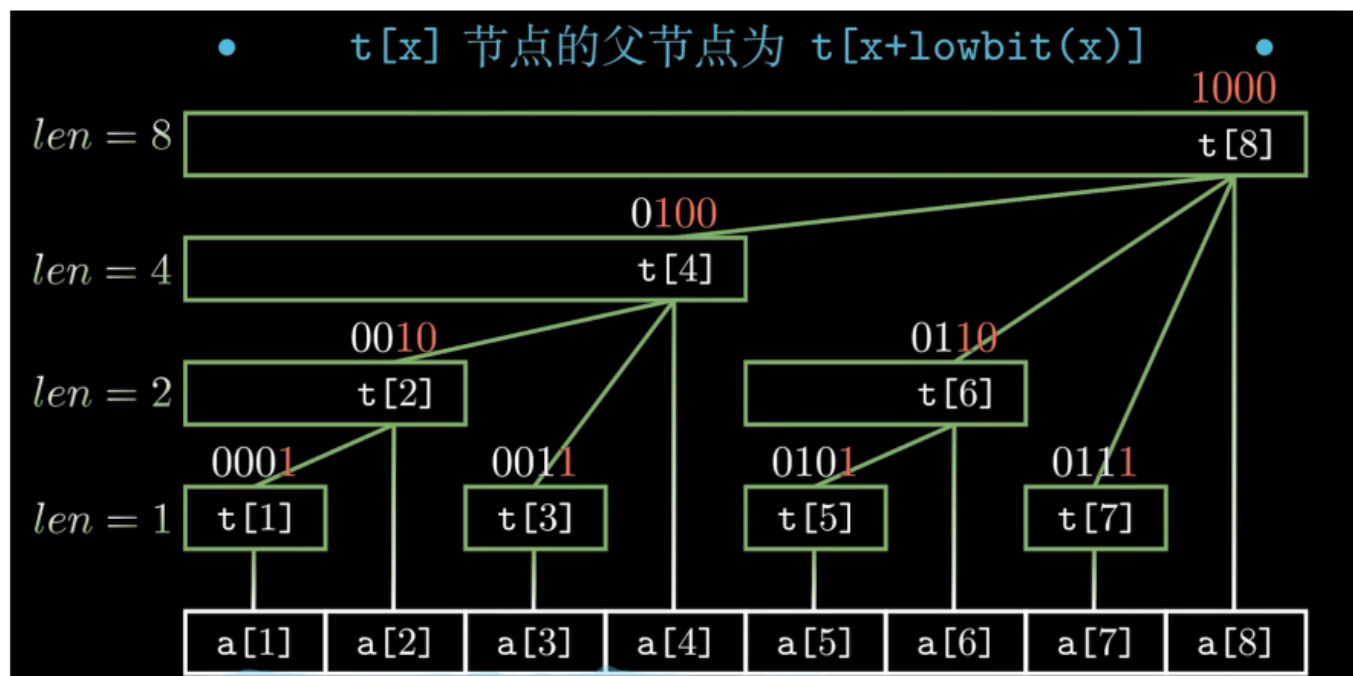 • t[x] 节点的父节点为 t[x+lowbit(x)] •
1000
len = 8
t[8]
0100
len = 4
t[4]
0010 0110
len = 2
t[2] t[6]
0001 0011 0101 0111
len = 1
t[1] t[3] t[5] t[7]
a[1] a[2] a[3] a[4] a[5] a[6] a[7] a[8]